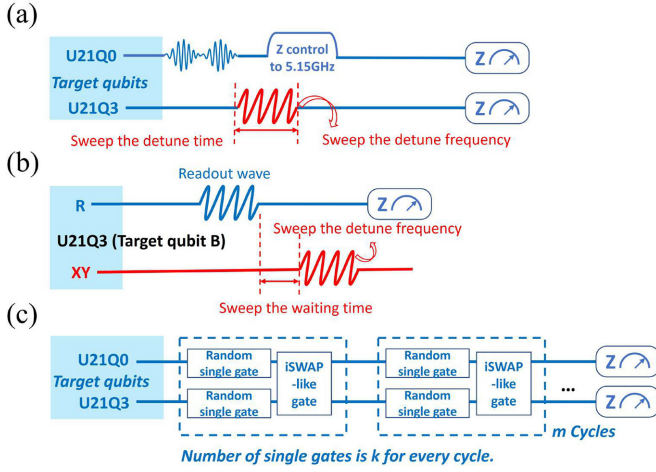 (a)
U21Q0
Z control
to 5.15GHz
Z
Target qubits
U21Q3
Z
Sweep the detune time
Sweep the detune frequency
(b)
Readout wave
R
Z
Sweep the detune frequency
U21Q3 (Target qubit B)
XY
Sweep the waiting time
(c)
U21Q0
Random
single gate
iSWAP
-like
gate
Random
single gate
iSWAP
-like
gate
Z
Target qubits
...
U21Q3
Random
single gate
Random
single gate
Z
m Cycles
Number of single gates is k for every cycle.